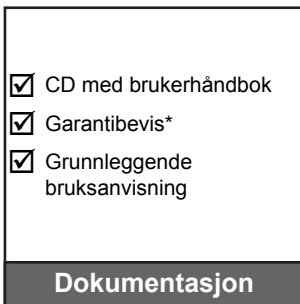 ☑ CD med brukerhåndbok
☑ Garantibevis*
☑ Grunnleggende
bruksanvisning
Dokumentasjon